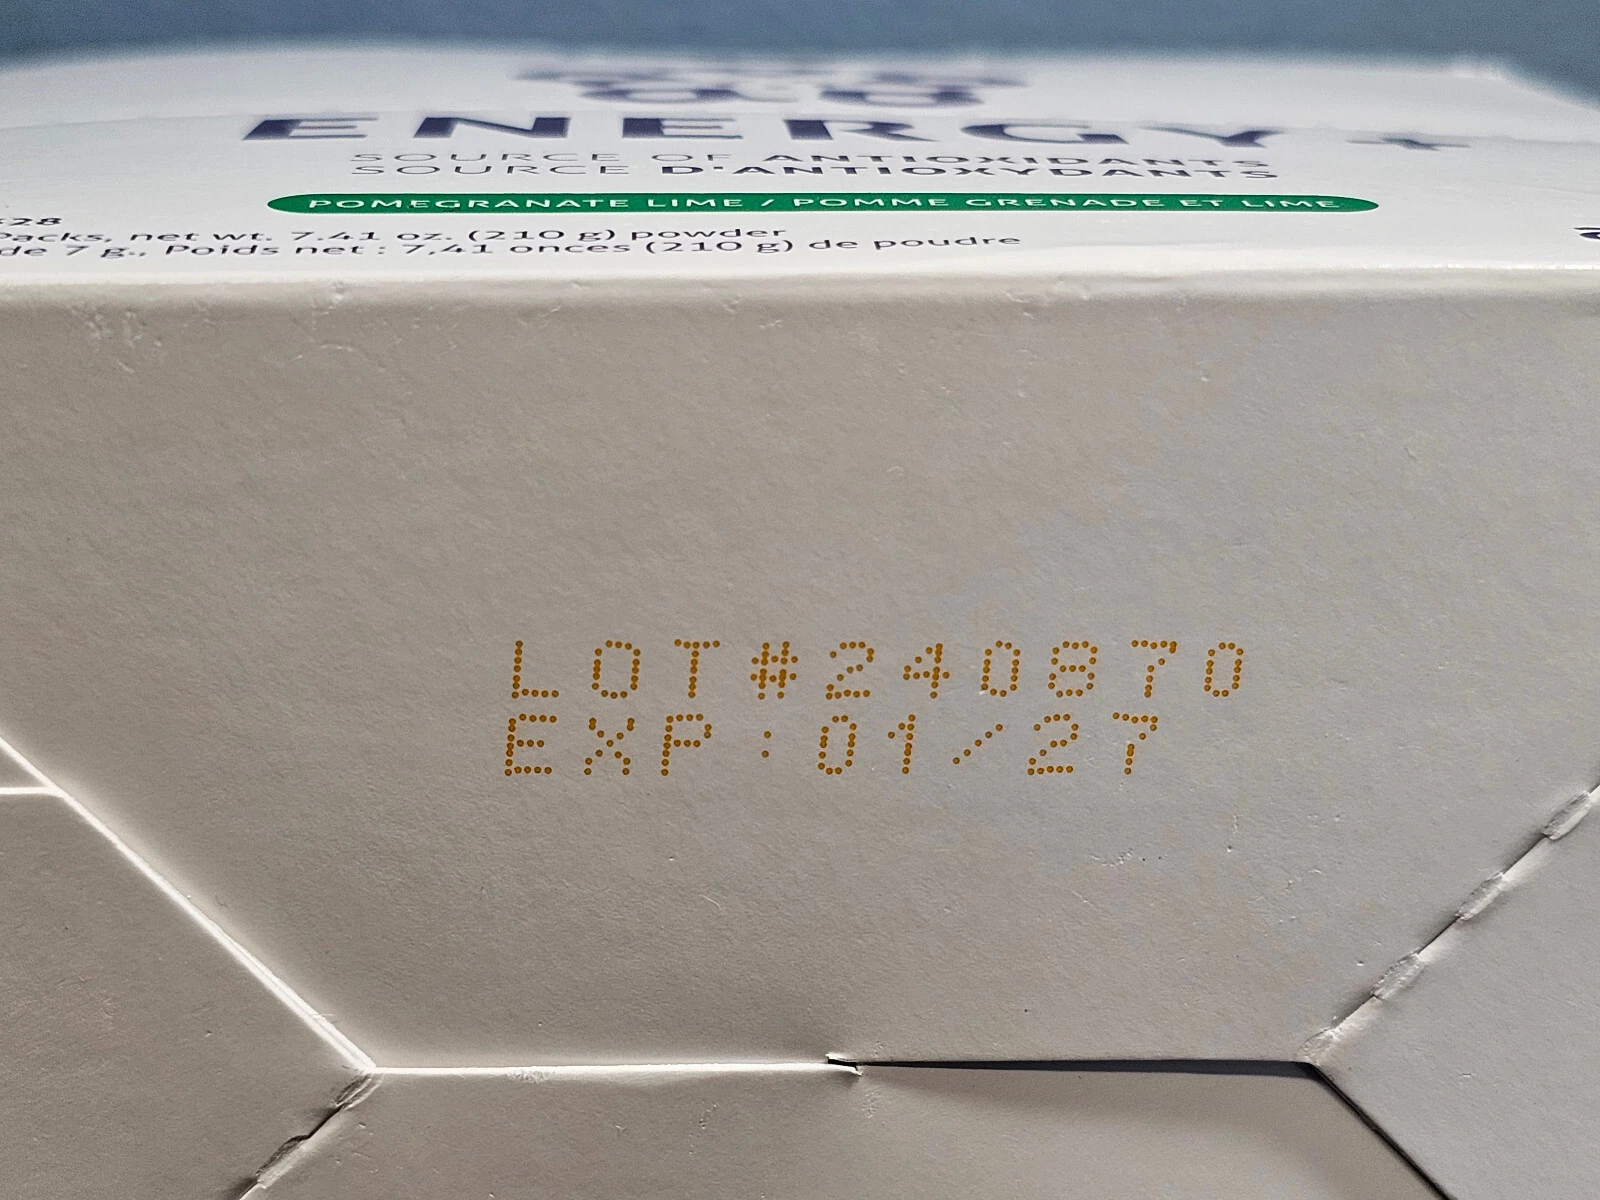 ENERGY+
SOURCE OF ANTIOXIDANTS
SOURCE D'ANTIOXYDANTS
POMEGRANATE LIME / POMME GRENADE ET LIME
Packs, net wt. 7.41 oz. (210 g) powder
de 7 g., Poids net : 7,41 onces (210 g) de poudre
LOT#240870
EXP:01/27